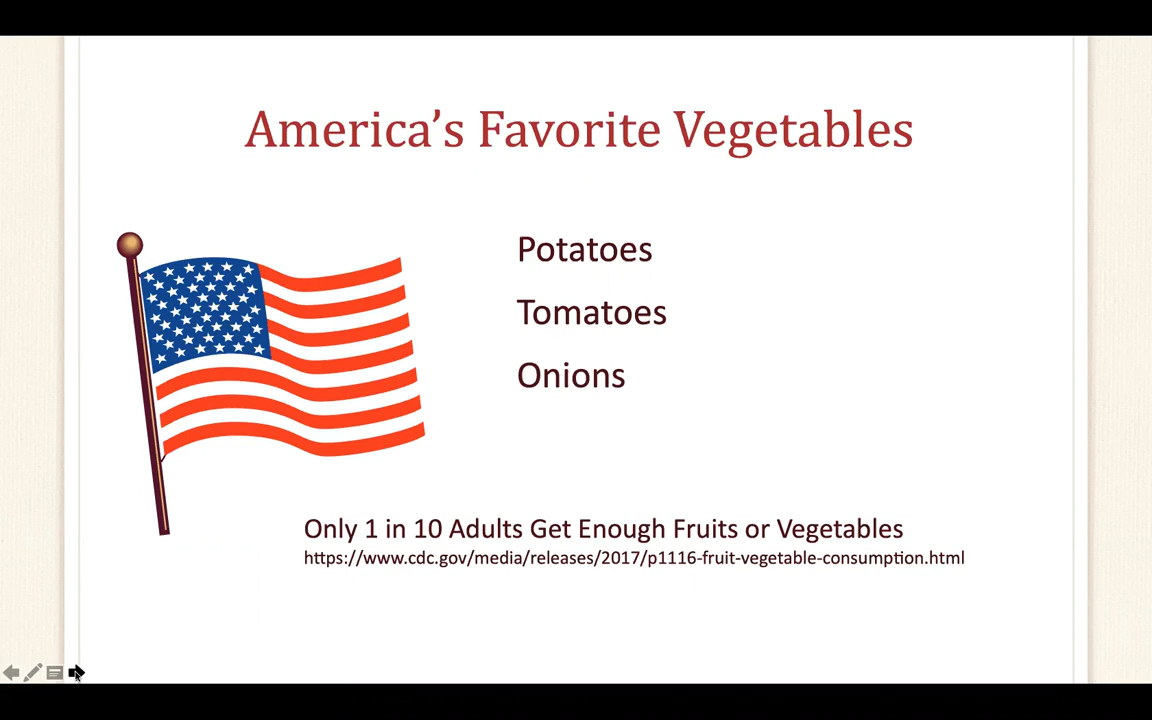 America’s Favorite Vegetables
Potatoes
Tomatoes
Onions
Only 1 in 10 Adults Get Enough Fruits or Vegetables
https://www.cdc.gov/media/releases/2017/p1116-fruit-vegetable-consumption.html